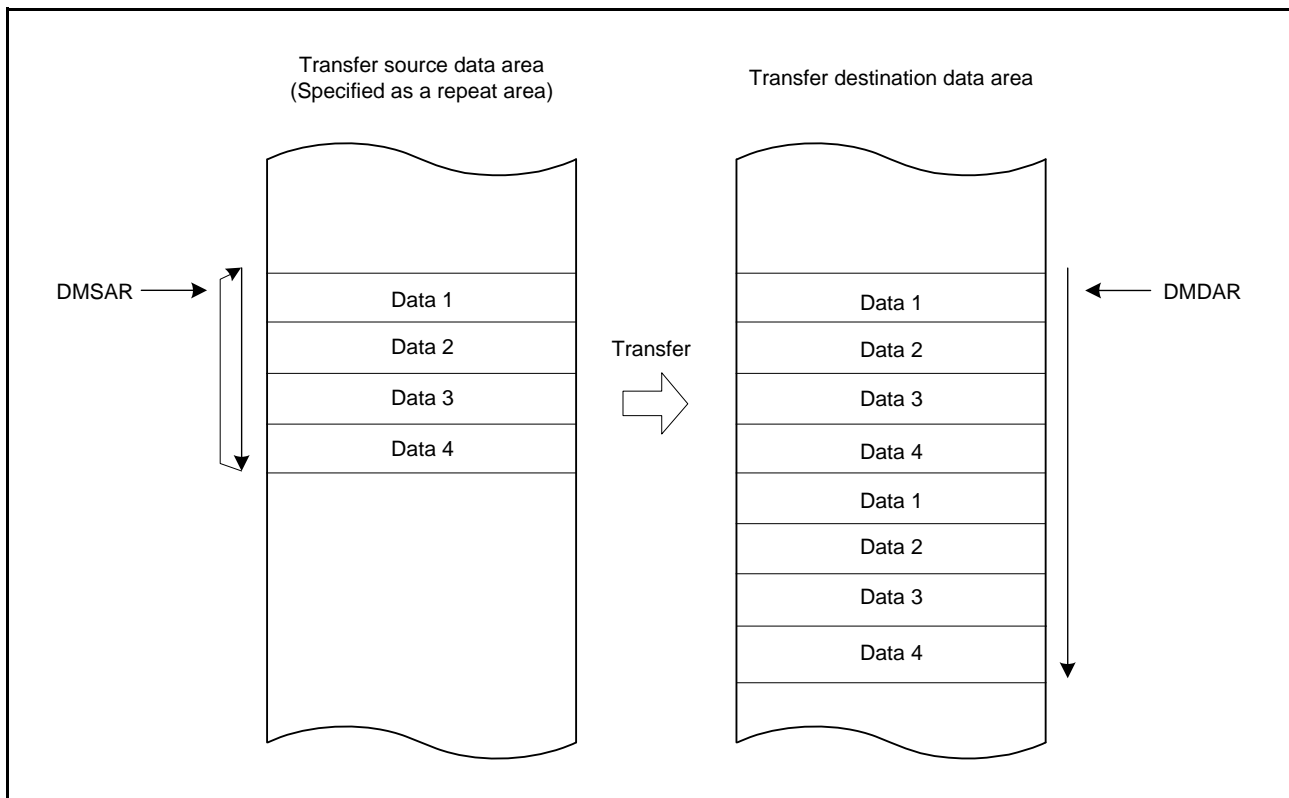 Transfer source data area
(Specified as a repeat area)
Transfer destination data area
DMSAR
Data 1
Data 2
Data 3
Data 4
Transfer
Data 1
Data 2
Data 3
Data 4
Data 1
Data 2
Data 3
Data 4
DMDAR